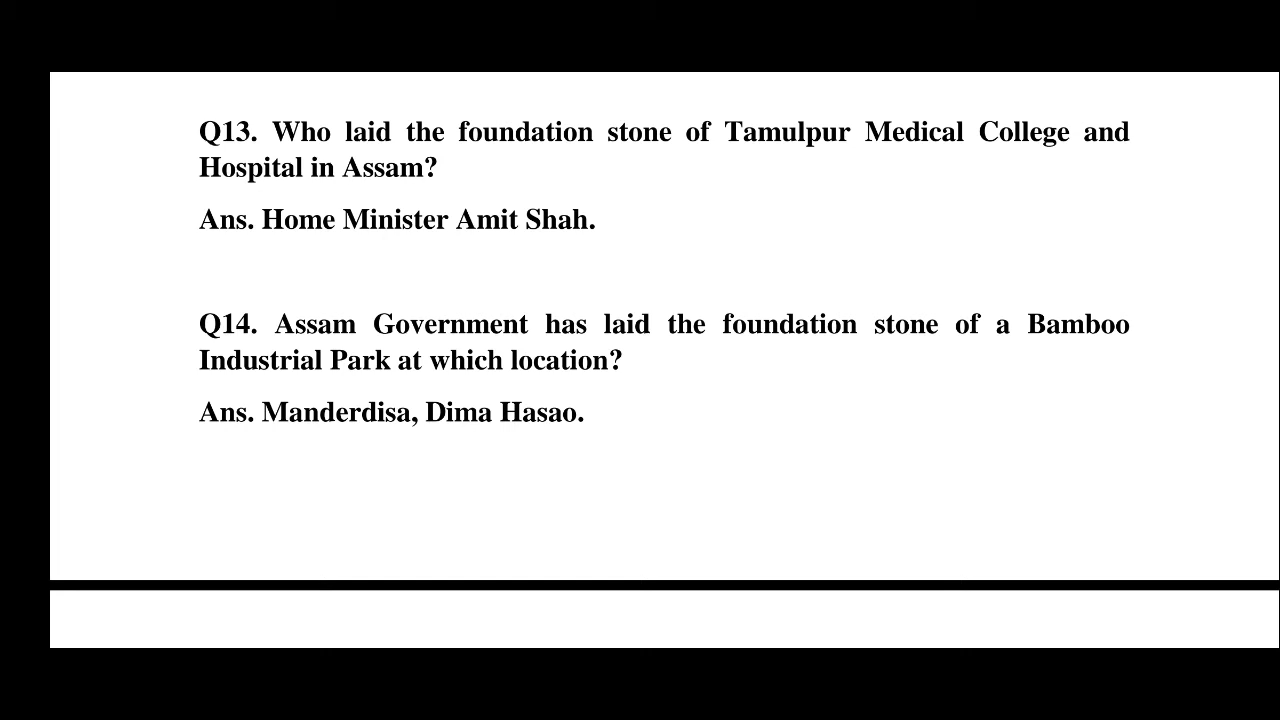 Q13. Who laid the foundation stone of Tamulpur Medical College and
Hospital in Assam?
Ans. Home Minister Amit Shah.
Q14. Assam Government has laid the foundation stone of a Bamboo
Industrial Park at which location?
Ans. Manderdisa, Dima Hasao.